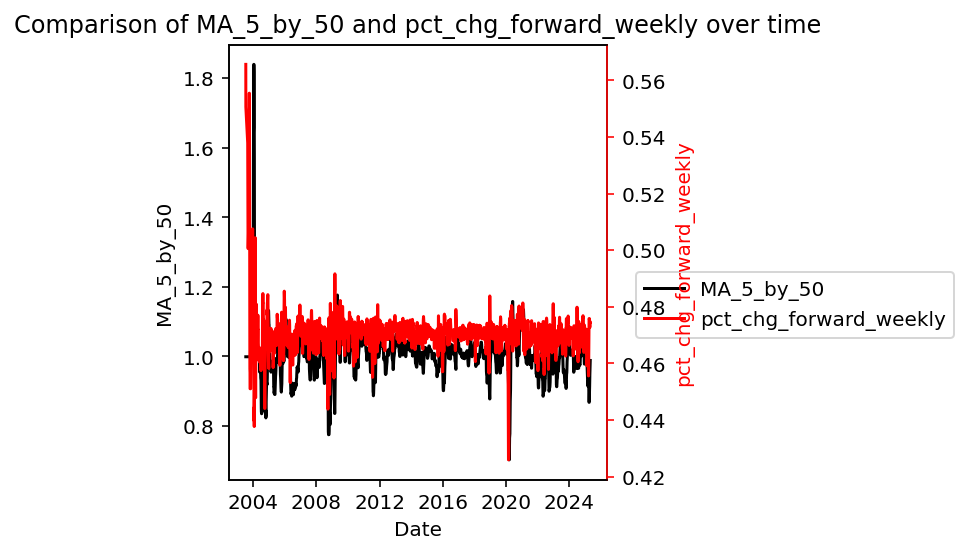 Comparison of MA_5_by_50 and pct_chg_forward_weekly over time
1.8
1.6
1.4
1.2
1.0
0.8
MA_5_by_50
0.56
0.54
0.52
0.50
0.48
0.46
0.44
0.42
pct_chg_forward_weekly
MA_5_by_50
pct_chg_forward_weekly
2004 2008 2012 2016 2020 2024
Date